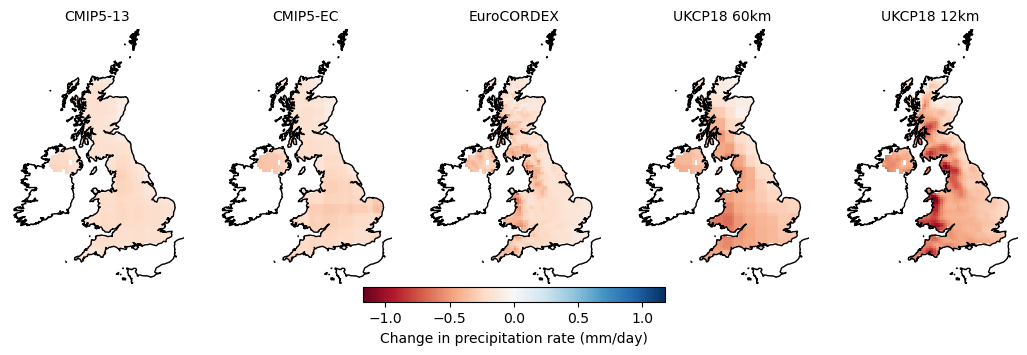 CMIP5-13 CMIP5-EC EuroCORDEX UKCP18 60km UKCP18 12km
−1.0 −0.5 0.0 0.5 1.0
Change in precipitation rate (mm/day)